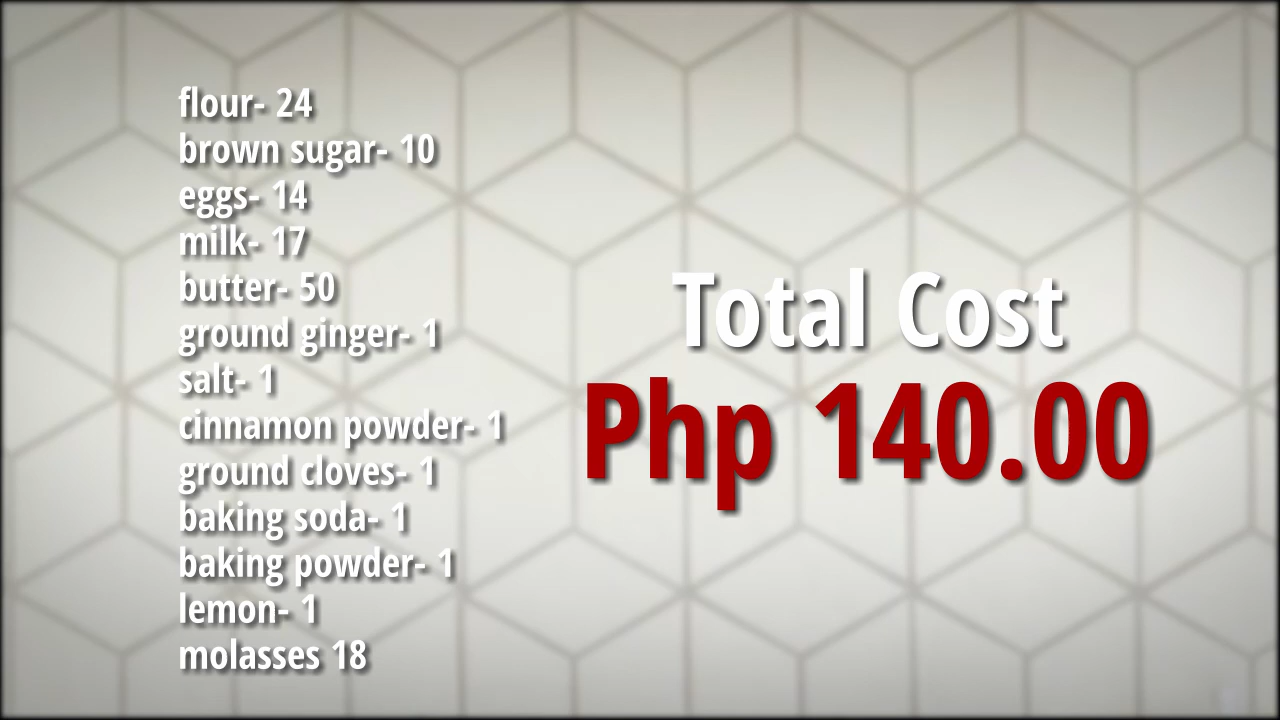 flour- 24
brown sugar- 10
eggs- 14
milk- 17
butter- 50
ground ginger- 1
salt- 1
cinnamon powder- 1
ground cloves- 1
baking soda- 1
baking powder- 1
lemon- 1
molasses 18
Total Cost
Php 140.00